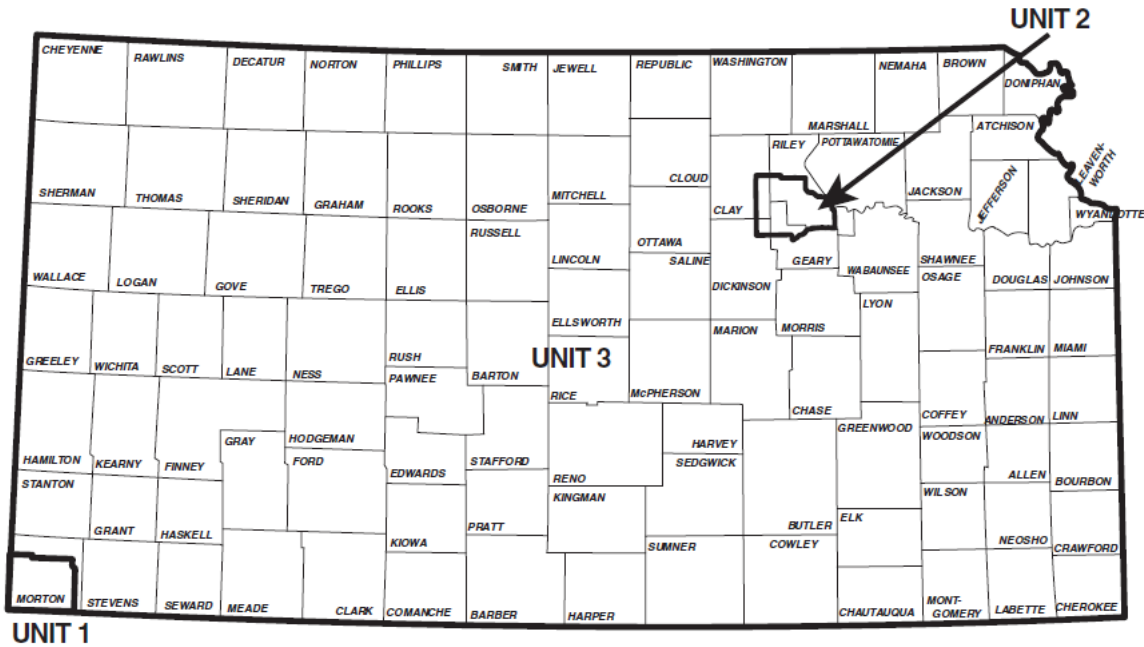 UNIT 2
CHEYENNE
RAWLINS
DECATUR
NORTON
PHILLIPS
SMITH
JEWELL
REPUBLIC
WASHINGTON
NEMAHA
BROWN
DONIPHAN
MARSHALL
ATCHISON
RILEY
POTTAWATOMIE
LEAVEN-
WORTH
SHERMAN
THOMAS
SHERIDAN
GRAHAM
ROOKS
OSBORNE
MITCHELL
CLOUD
CLAY
JACKSON
JEFFERSON
WYANDOTTE
RUSSELL
OTTAWA
WALLACE
LOGAN
GOVE
TREGO
ELLIS
LINCOLN
SALINE
DICKINSON
GEARY
WABAUNSEE
SHAWNEE
OSAGE
DOUGLAS
JOHNSON
LYON
ELLSWORTH
MARION
MORRIS
GREELEY
WICHITA
SCOTT
LANE
NESS
RUSH
PAWNEE
BARTON
UNIT 3
RICE
McPHERSON
CHASE
FRANKLIN
MIAMI
HAMILTON
KEARNY
FINNEY
GRAY
HODGEMAN
FORD
EDWARDS
STAFFORD
RENO
HARVEY
SEDGWICK
GREENWOOD
COFFEY
WOODSON
ANDERSON
LINN
ALLEN
BOURBON
STANTON
GRANT
HASKELL
KIOWA
PRATT
KINGMAN
SUMNER
BUTLER
COWLEY
ELK
WILSON
NEOSHO
CRAWFORD
MORTON
STEVENS
SEWARD
MEADE
CLARK
COMANCHE
BARBER
HARPER
CHAUTAUQUA
MONT-
GOMERY
LABETTE
CHEROKEE
UNIT 1